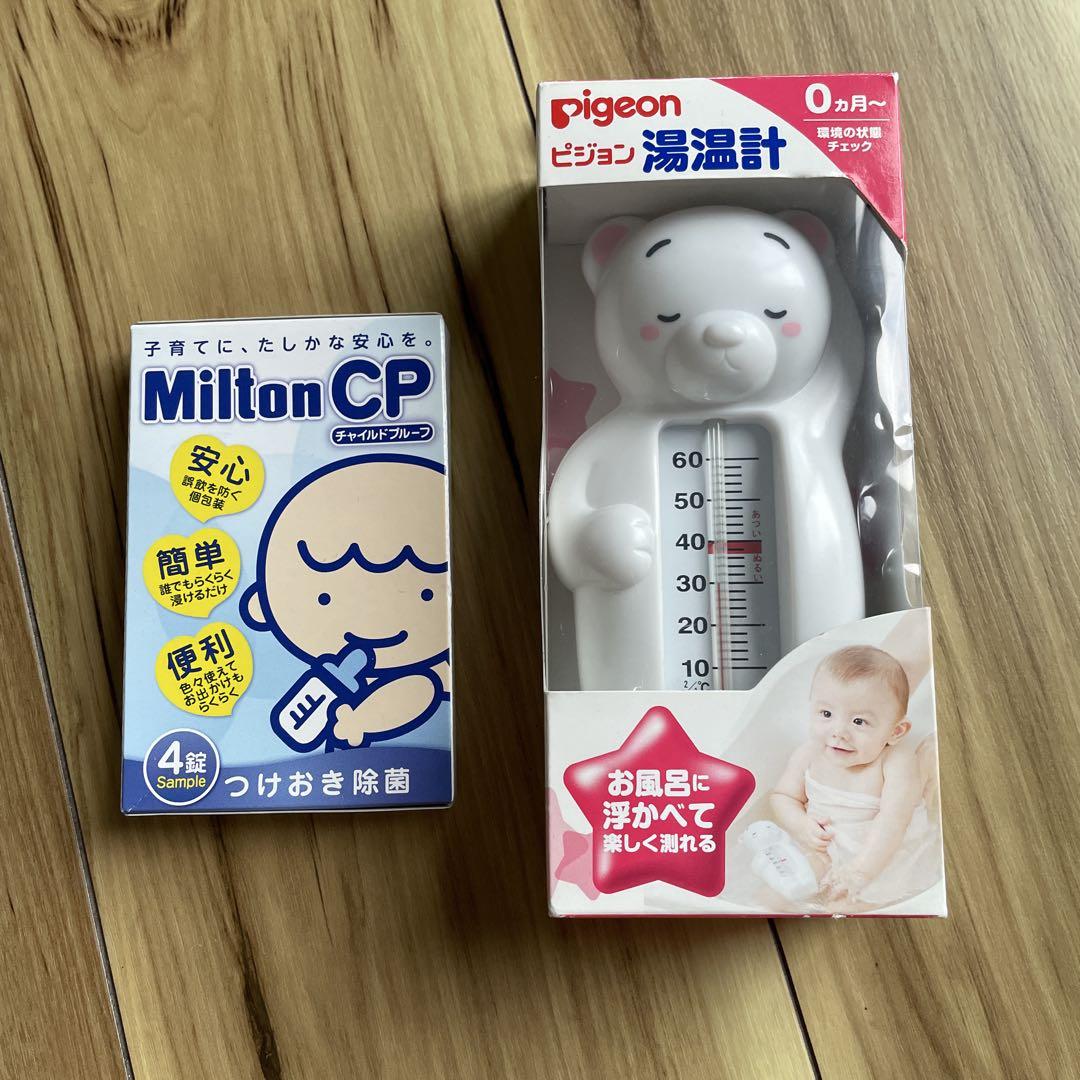 子育てに、たしかな安心を。
Milton CP
チャイルドプルーフ
安心
誤飲を防ぐ
個包装
簡単
誰でもらくらく
浸けるだけ
便利
色々使えて
お出かけも
らくらく
4錠
Sample
つけおき除菌
Pigeon
ピジョン 湯温計
0ヵ月~
環境の状態
チェック
60
50
あつい
40
ぬるい
30
20
10
℃
お風呂に
浮かべて
楽しく測れる